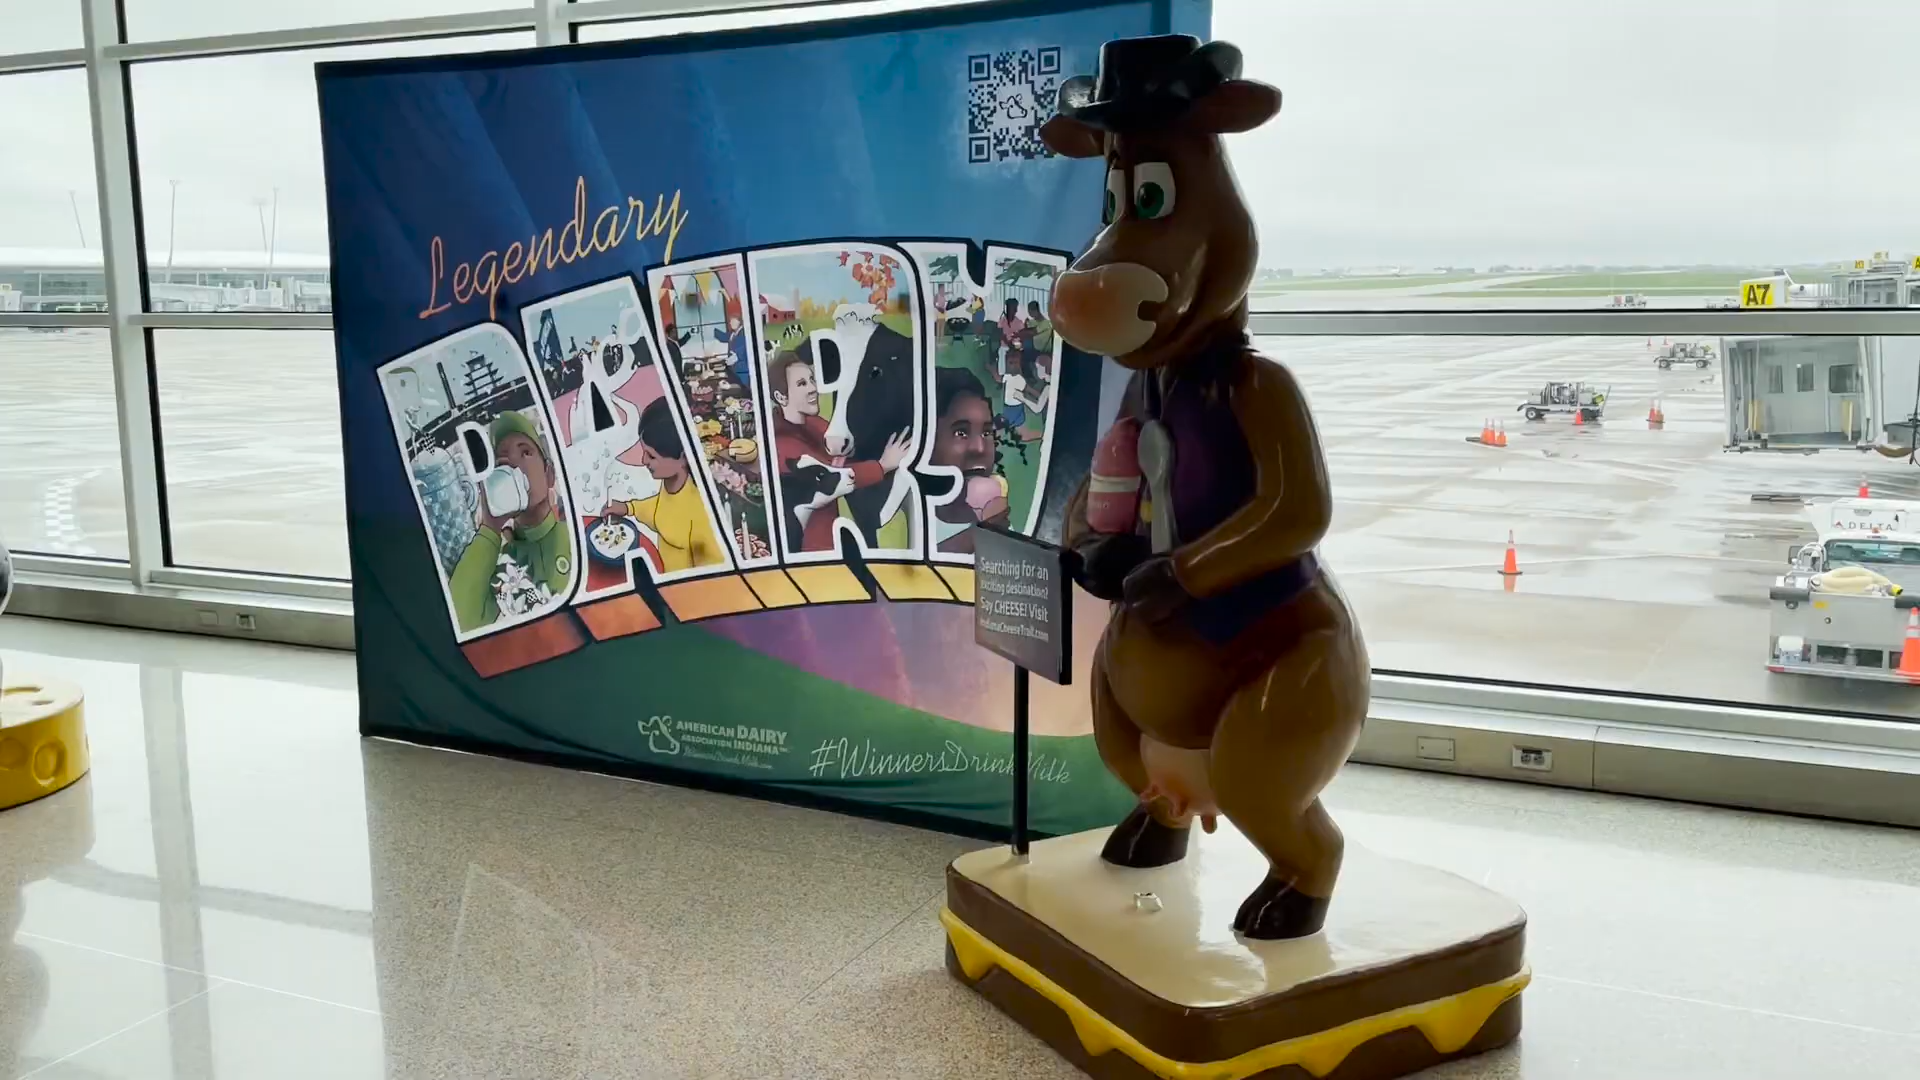 Legendary
DAIRY
A7
DELTA
Searching for an
exciting destination?
Say CHEESE! Visit
IndianaCheeseTrail.com
AMERICAN DAIRY
ASSOCIATION INDIANA
WinnersDrinkMilk.com
#WinnersDrinkMilk